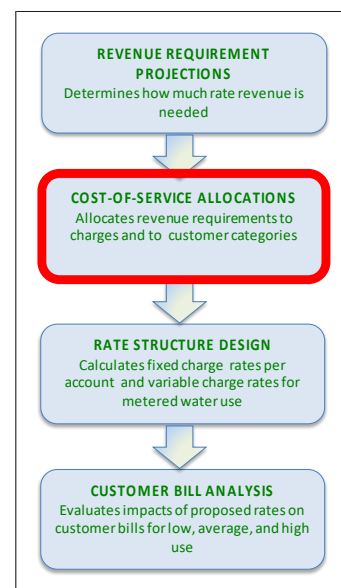 REVENUE REQUIREMENT
PROJECTIONS
Determines how much rate revenue is
needed
COST-OF-SERVICE ALLOCATIONS
Allocates revenue requirements to
charges and to customer categories
RATE STRUCTURE DESIGN
Calculates fixed charge rates per
account and variable charge rates for
metered water use
CUSTOMER BILL ANALYSIS
Evaluates impacts of proposed rates on
customer bills for low, average, and high
use